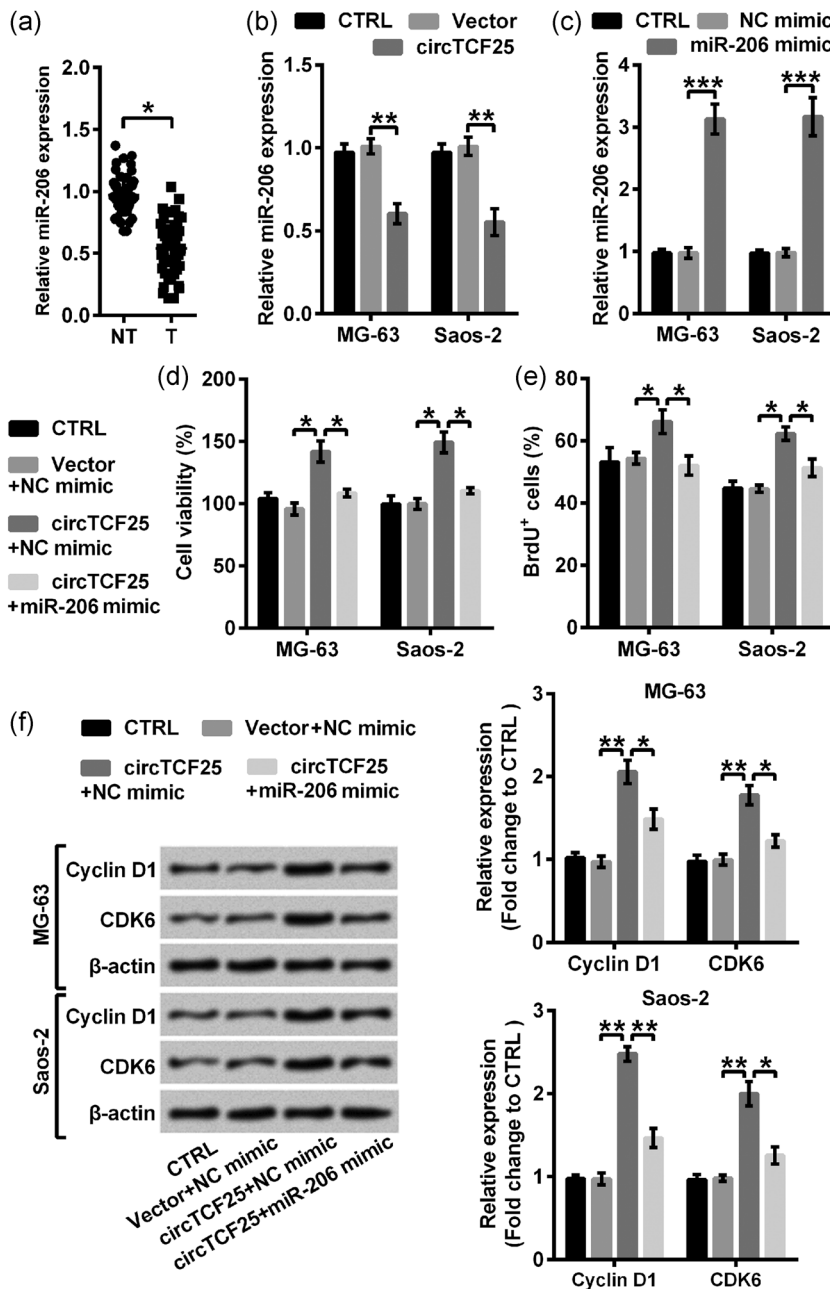 (a)
Relative miR-206 expression
2.0
1.5
1.0
0.5
0.0
*
NT T
(b)
CTRL Vector
circTCF25
Relative miR-206 expression
1.5
1.0
0.5
0.0
** **
MG-63 Saos-2
(c)
CTRL NC mimic
miR-206 mimic
Relative miR-206 expression
4
3
2
1
0
*** ***
MG-63 Saos-2
CTRL
Vector
+NC mimic
circTCF25
+NC mimic
circTCF25
+miR-206 mimic
(d)
Cell viability (%)
200
150
100
50
0
* * * *
MG-63 Saos-2
(e)
BrdU+ cells (%)
80
60
40
20
0
* * * *
MG-63 Saos-2
(f)
CTRL Vector+NC mimic
circTCF25 circTCF25
+NC mimic +miR-206 mimic
MG-63
Cyclin D1
CDK6
β-actin
Saos-2
Cyclin D1
CDK6
β-actin
CTRL
Vector+NC mimic
circTCF25+NC mimic
circTCF25+miR-206 mimic
MG-63
Relative expression
(Fold change to CTRL )
3
2
1
0
** * ** *
Cyclin D1 CDK6
Saos-2
Relative expression
(Fold change to CTRL )
3
2
1
0
** ** ** *
Cyclin D1 CDK6